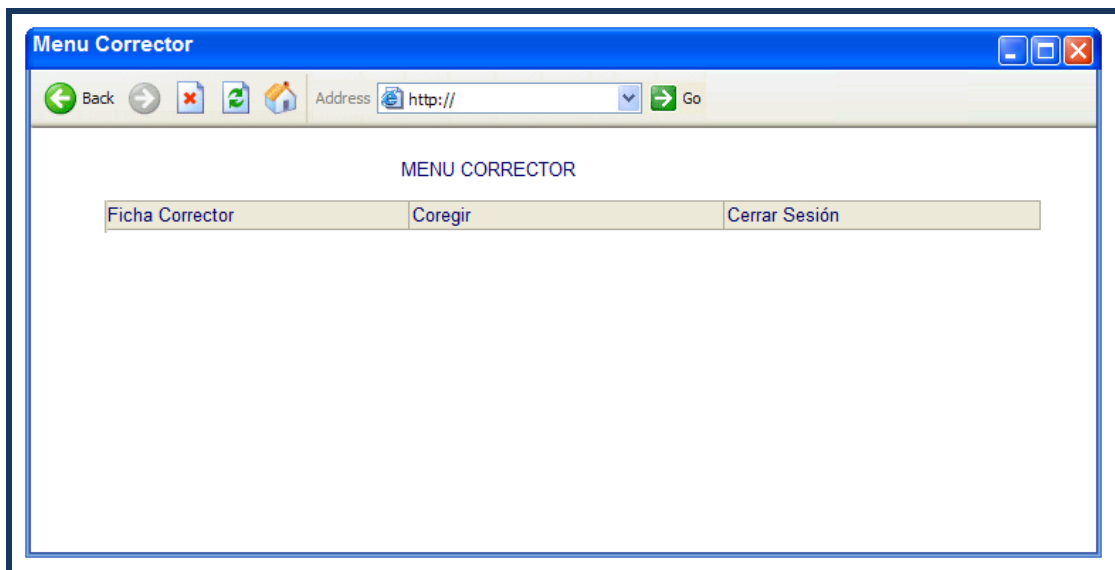 Menu Corrector
Back Address http:// Go
MENU CORRECTOR
Ficha Corrector Coregir Cerrar Sesión